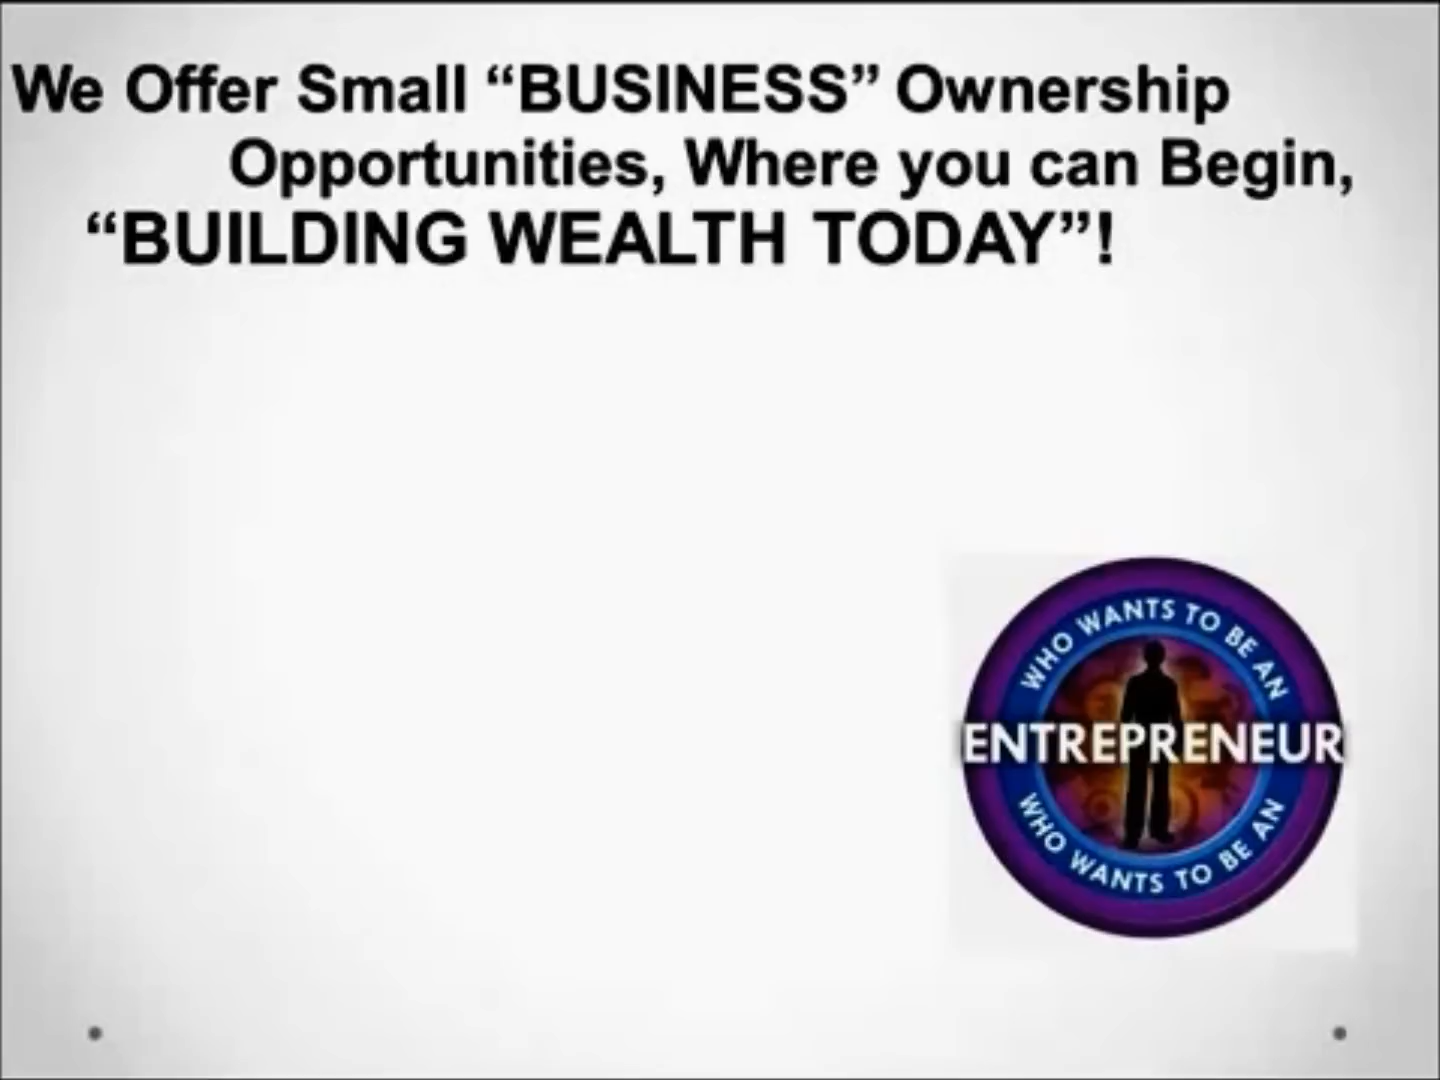 We Offer Small “BUSINESS” Ownership
Opportunities, Where you can Begin,
“BUILDING WEALTH TODAY”!
WHO WANTS TO BE AN
ENTREPRENEUR
WHO WANTS TO BE AN